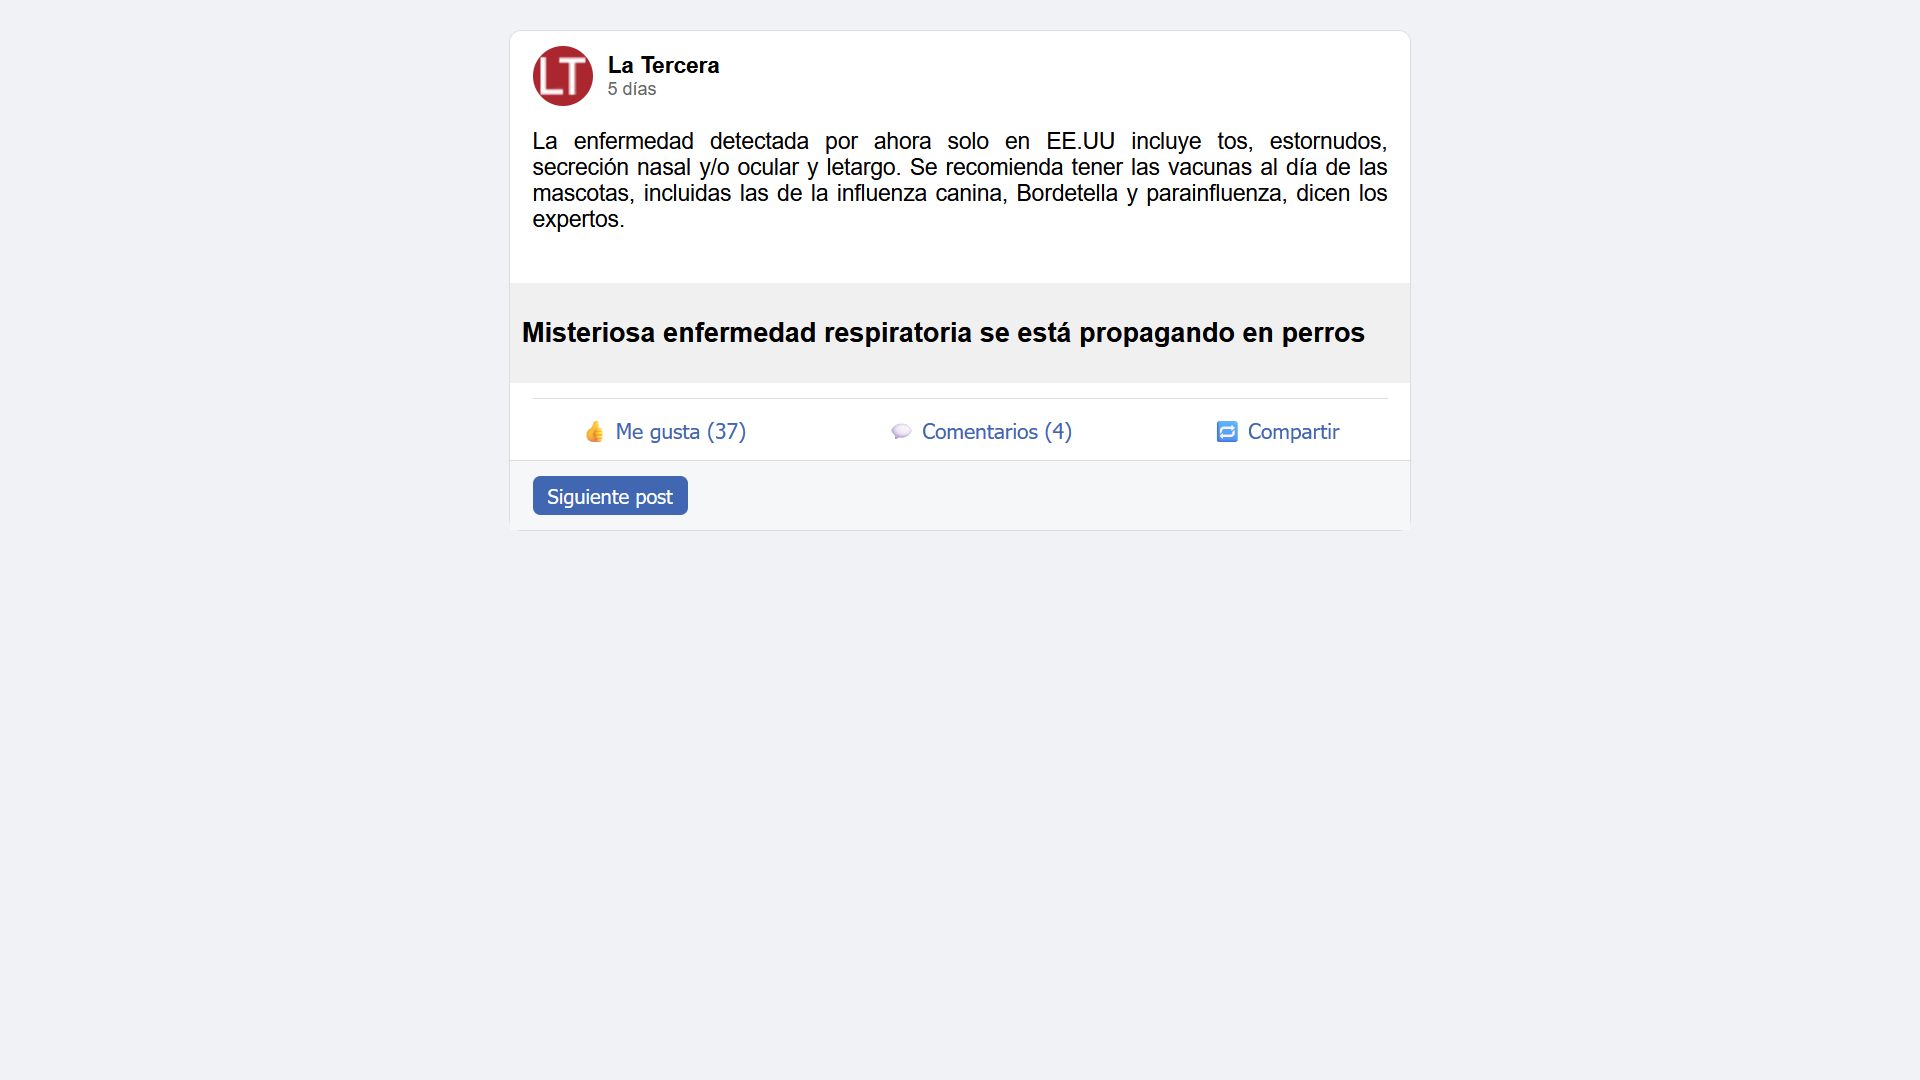 LT
La Tercera
5 días
La enfermedad detectada por ahora solo en EE.UU incluye tos, estornudos,
secreción nasal y/o ocular y letargo. Se recomienda tener las vacunas al día de las
mascotas, incluidas las de la influenza canina, Bordetella y parainfluenza, dicen los
expertos.
Misteriosa enfermedad respiratoria se está propagando en perros
Me gusta (37) Comentarios (4) Compartir
Siguiente post